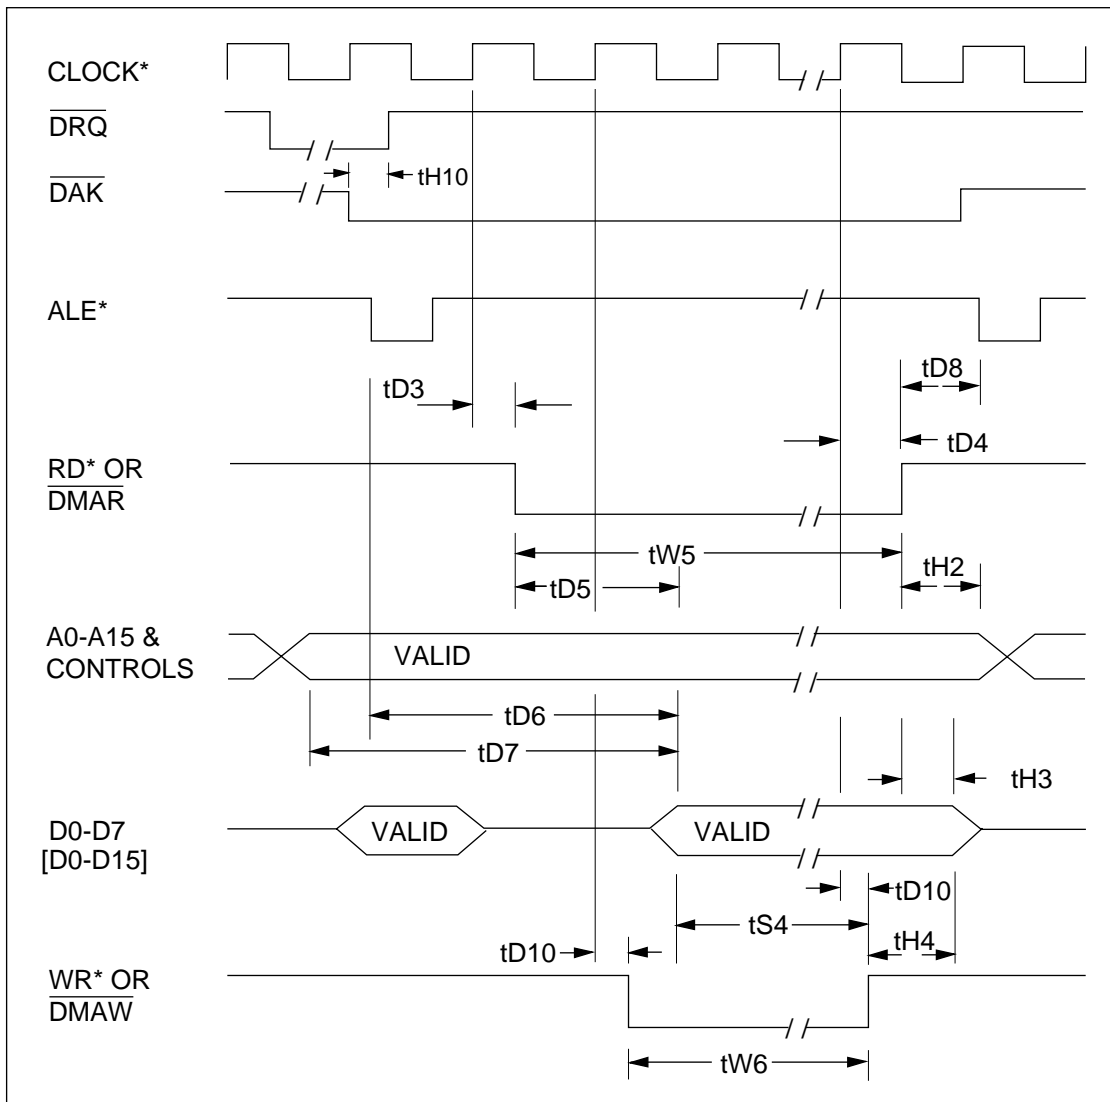 CLOCK*
DRQ
tH10
DAK
ALE*
tD8
tD3
tD4
RD* OR
DMAR
tW5
tH2
tD5
A0-A15 &
CONTROLS
VALID
tD6
tD7
tH3
D0-D7
[D0-D15]
VALID
VALID
tD10
tS4
tH4
tD10
WR* OR
DMAW
tW6